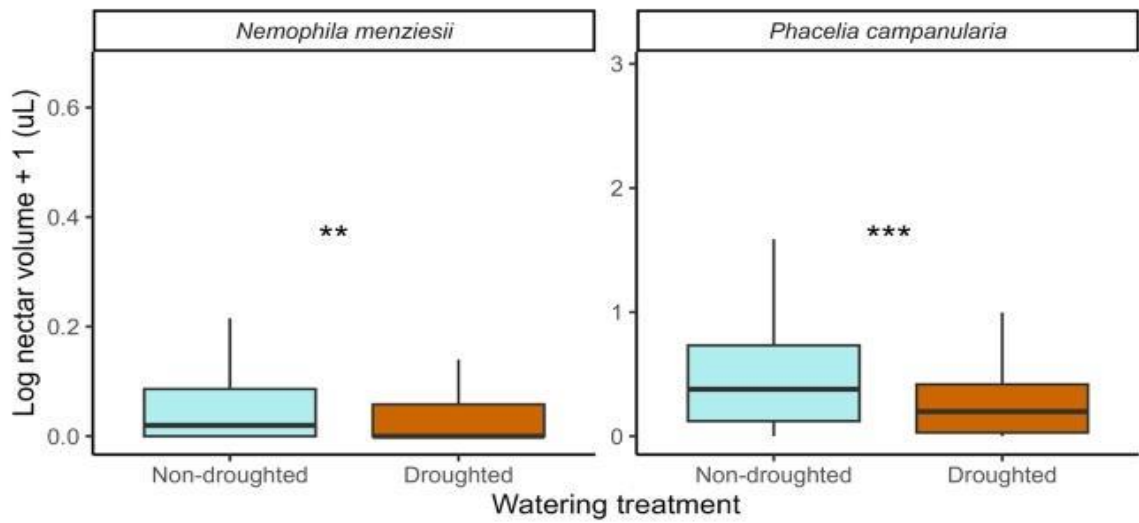 Nemophila menziesii
Phacelia campanularia
Log nectar volume + 1 (uL)
0.6
0.4
0.2
0.0
**
Non-droughted
Droughted
3
2
1
0
***
Non-droughted
Droughted
Watering treatment